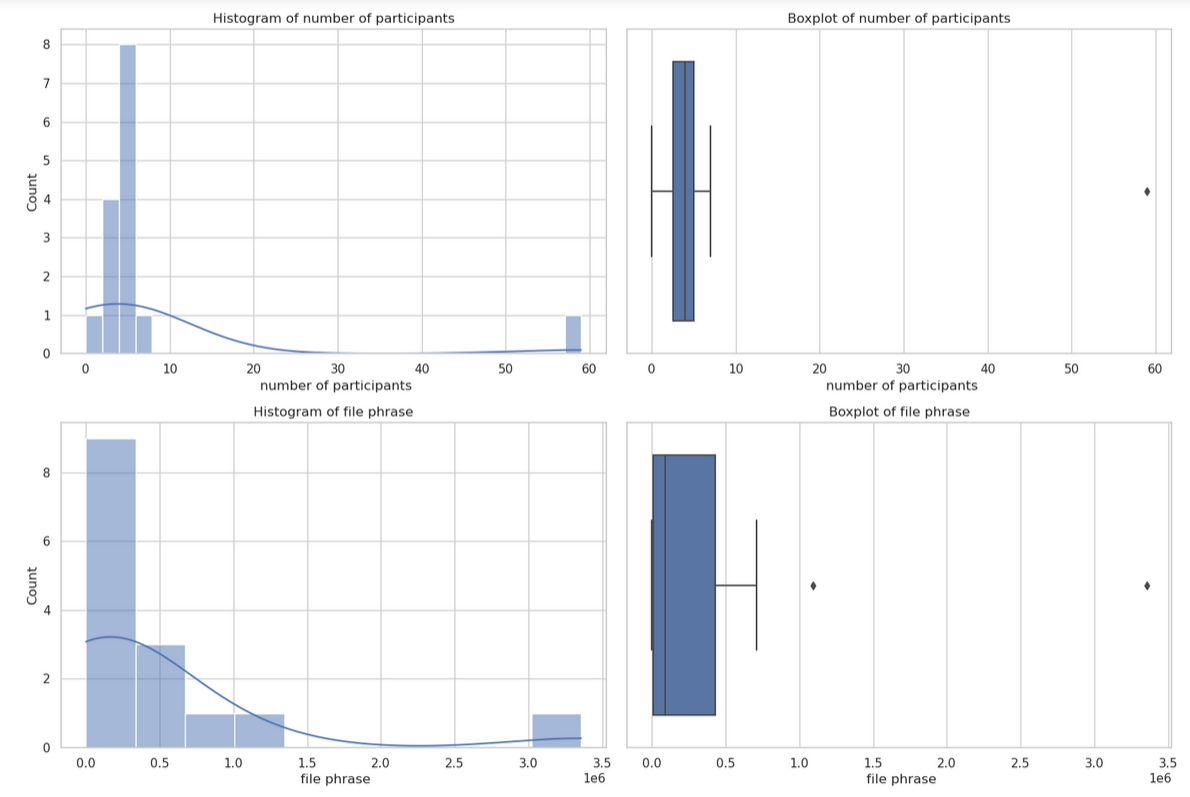 Histogram of number of participants
Boxplot of number of participants
8
7
6
5
4
3
2
1
0
Count
0 10 20 30 40 50 60
number of participants
0 10 20 30 40 50 60
number of participants
Histogram of file phrase
Boxplot of file phrase
8
6
4
2
0
Count
0.0 0.5 1.0 1.5 2.0 2.5 3.0 3.5
1e6
file phrase
0.0 0.5 1.0 1.5 2.0 2.5 3.0 3.5
1e6
file phrase